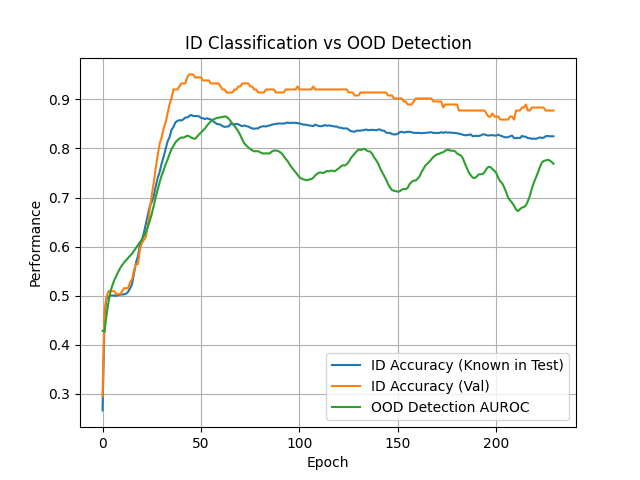 ID Classification vs OOD Detection
Performance
0.9
0.8
0.7
0.6
0.5
0.4
0.3
0
50
100
150
200
Epoch
ID Accuracy (Known in Test)
ID Accuracy (Val)
OOD Detection AUROC